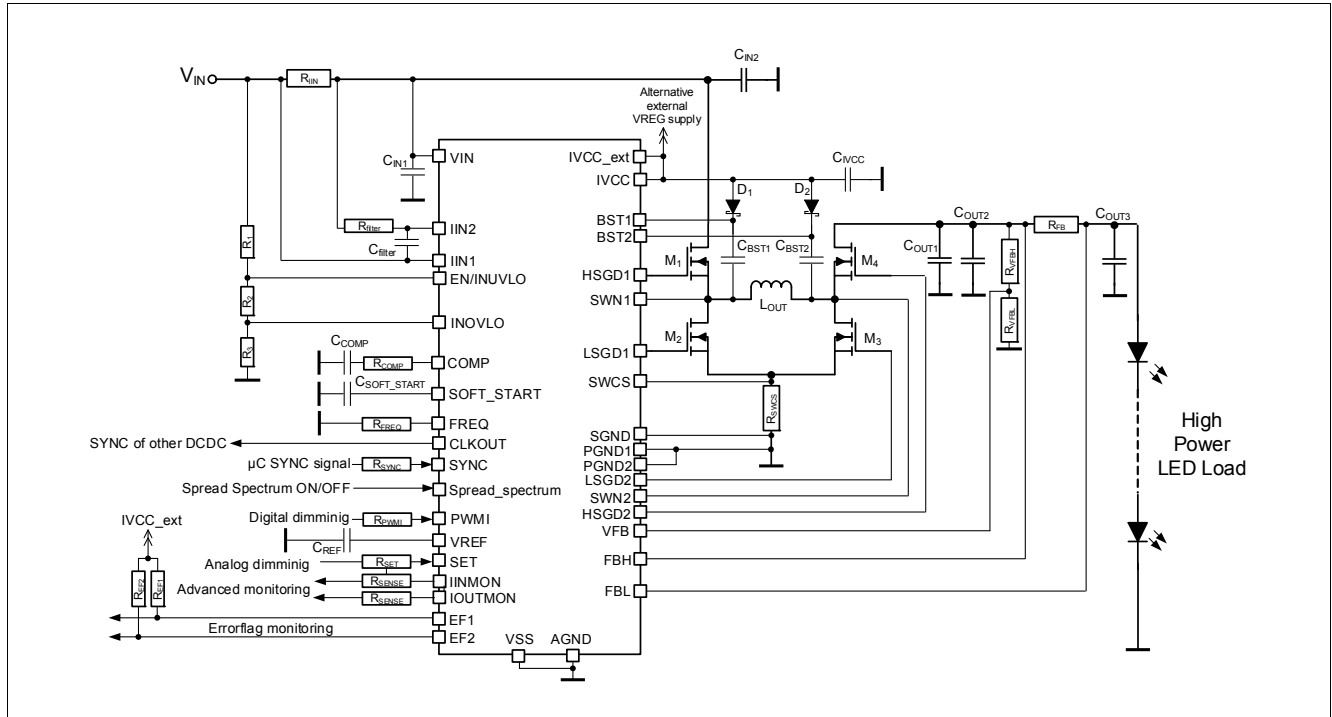 VIN
RIIN
CIN2
Alternative
external
VREG supply
CIN1
VIN
IVCC_ext
IVCC
CIVCC
D1
D2
BST1
BST2
Rfilter
Cfilter
IIN2
IIN1
R1
EN/INUVLO
R2
INOVLO
R3
HSGD1
M1
CBST1
CBST2
M4
SWN1
LOUT
COUT1
COUT2
RVFBH
RVFBL
RFB
COUT3
LSGD1
M2
M3
CCOMP
RCOMP
COMP
SWCS
RSWCS
CSOFT_START
SOFT_START
RFREQ
FREQ
SGND
PGND1
PGND2
LSGD2
SWN2
HSGD2
VFB
FBH
FBL
SYNC of other DCDC
CLKOUT
µC SYNC signal
RSYNC
SYNC
Spread Spectrum ON/OFF
Spread_spectrum
IVCC_ext
Digital dimminig
RPWMI
PWMI
CREF
VREF
Analog dimming
RSET
SET
REF2
REF1
Advanced monitoring
RSENSE
IINMON
RSENSE
IOUTMON
EF1
Errorflag monitoring
EF2
VSS
AGND
High
Power
LED Load